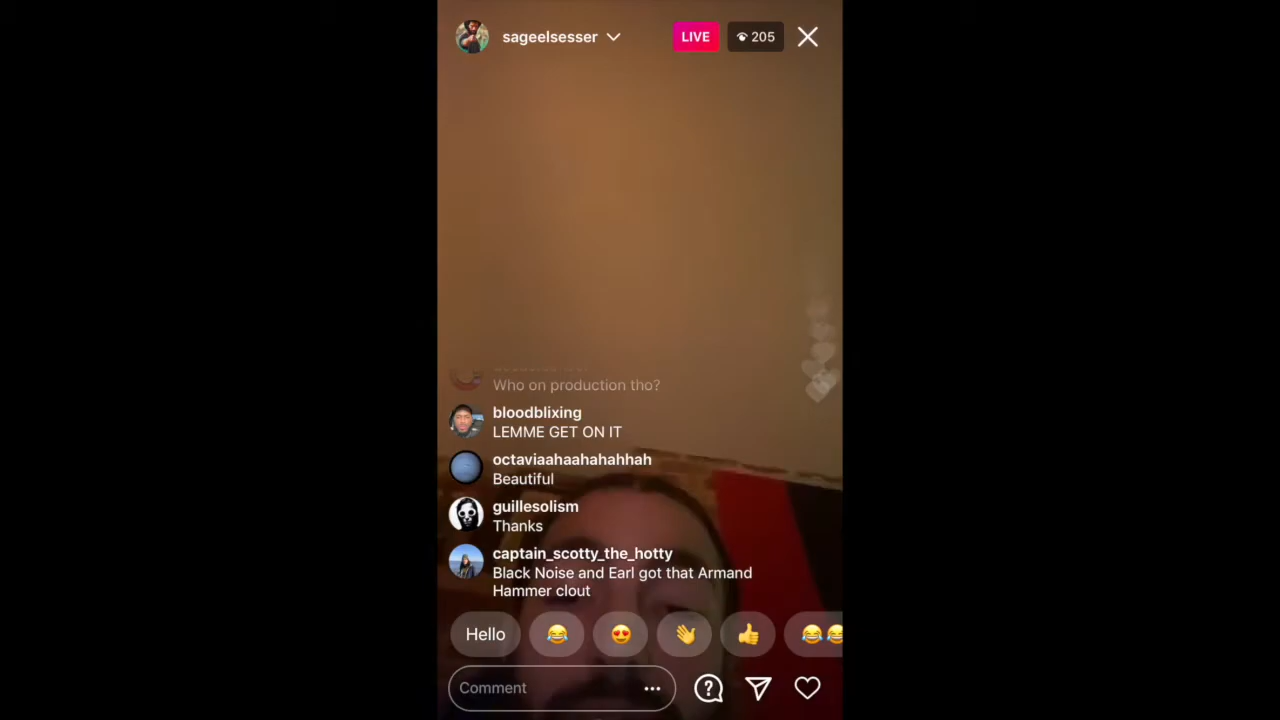 sageelsesser
LIVE
205
Who on production tho?
bloodblixing
LEMME GET ON IT
octaviaahaahahahhah
Beautiful
guillesolism
Thanks
captain_scotty_the_hotty
Black Noise and Earl got that Armand
Hammer clout
Hello
Comment